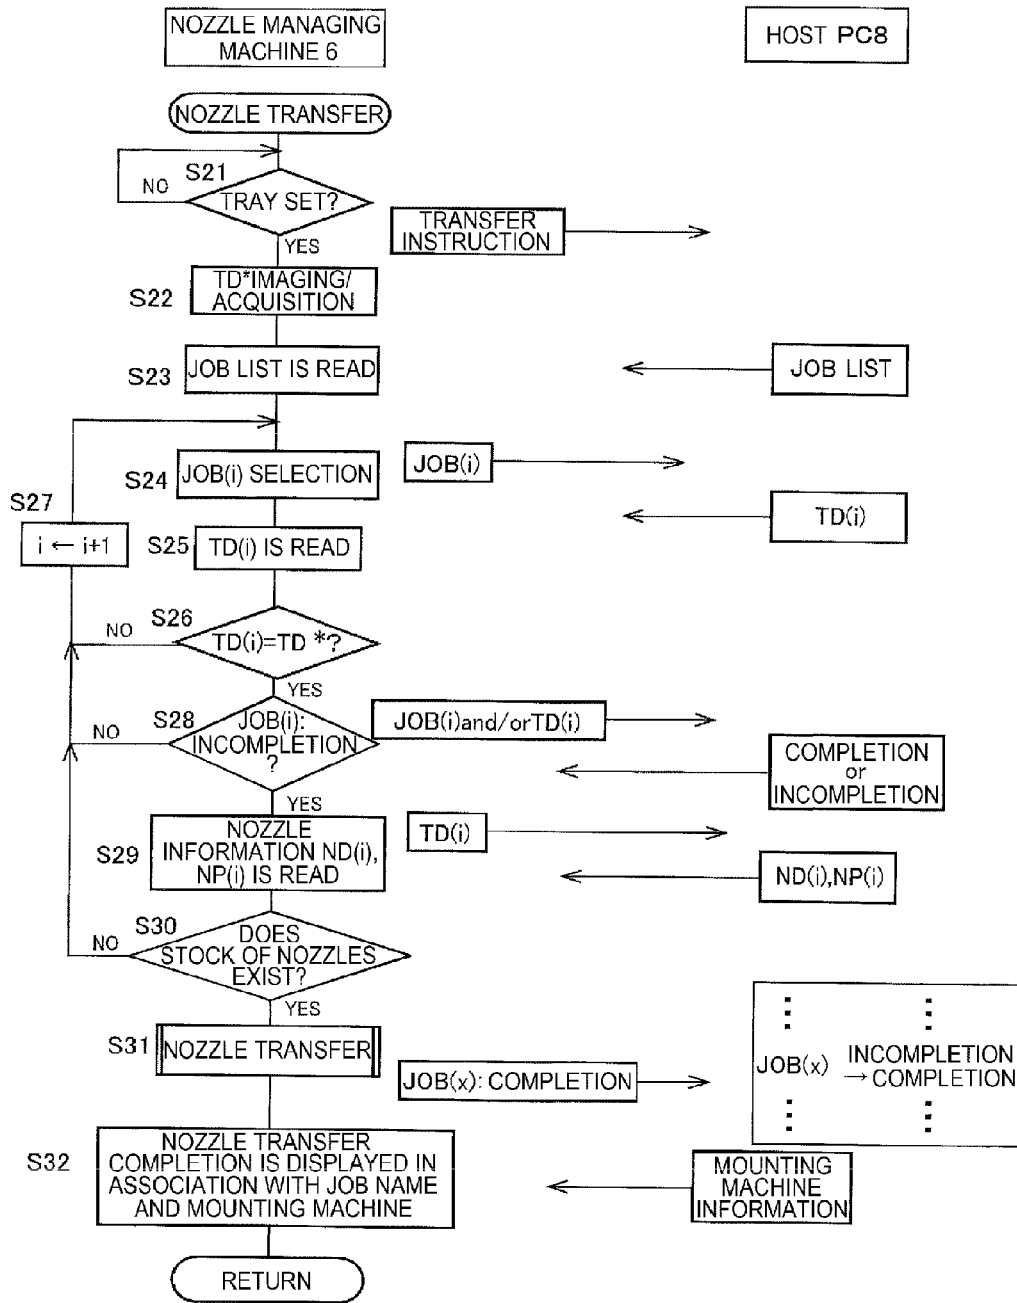 NOZZLE MANAGING
MACHINE 6
HOST PC8
NOZZLE TRANSFER
S21
NO
TRAY SET?
YES
TRANSFER
INSTRUCTION
S22
TD*IMAGING/
ACQUISITION
S23
JOB LIST IS READ
JOB LIST
S24
JOB(i) SELECTION
JOB(i)
S27
i ← i+1
S25
TD(i) IS READ
TD(i)
S26
NO
TD(i)=TD *?
YES
S28
NO
JOB(i):
INCOMPLETION
?
YES
JOB(i)and/orTD(i)
COMPLETION
or
INCOMPLETION
S29
NOZZLE
INFORMATION ND(i),
NP(i) IS READ
TD(i)
ND(i),NP(i)
S30
NO
DOES
STOCK OF NOZZLES
EXIST?
YES
S31
NOZZLE TRANSFER
JOB(x): COMPLETION
JOB(x)
INCOMPLETION
→ COMPLETION
S32
NOZZLE TRANSFER
COMPLETION IS DISPLAYED IN
ASSOCIATION WITH JOB NAME
AND MOUNTING MACHINE
MOUNTING
MACHINE
INFORMATION
RETURN